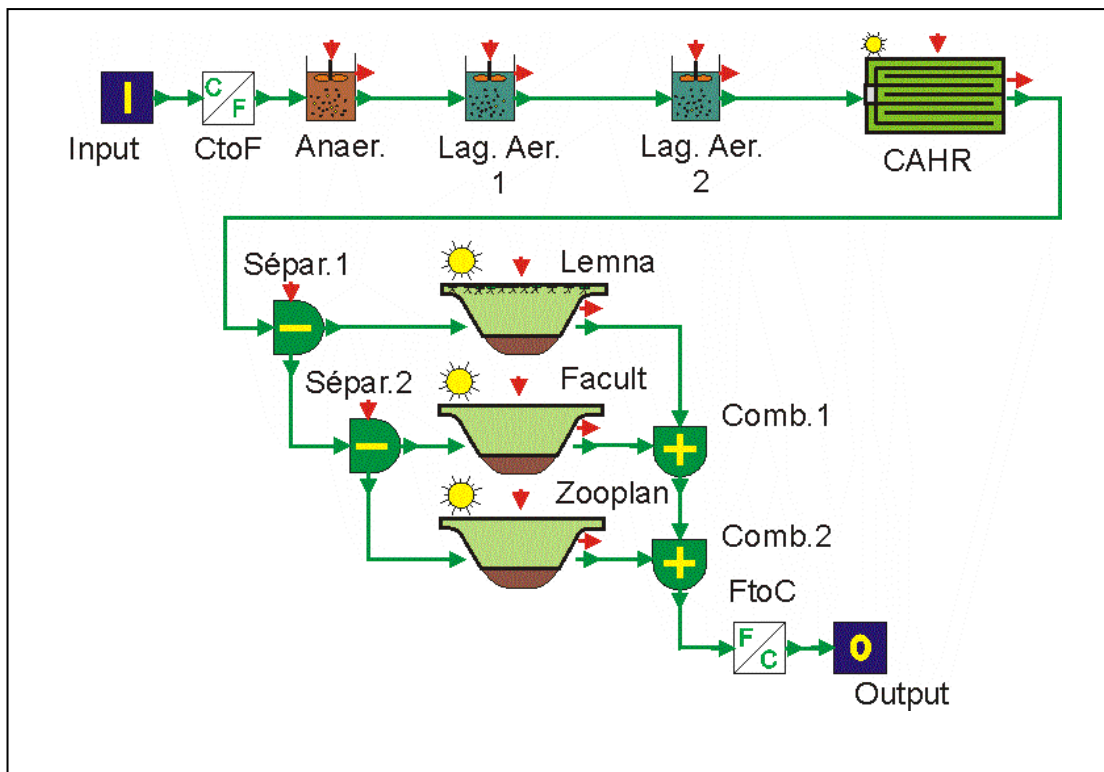 I
C
F
Input
CtoF
Anaer.
Lag. Aer.
1
Lag. Aer.
2
CAHR
Sépar.1
Lemna
Sépar.2
Facult
Comb.1
Zooplan
Comb.2
FtoC
F
C
O
Output